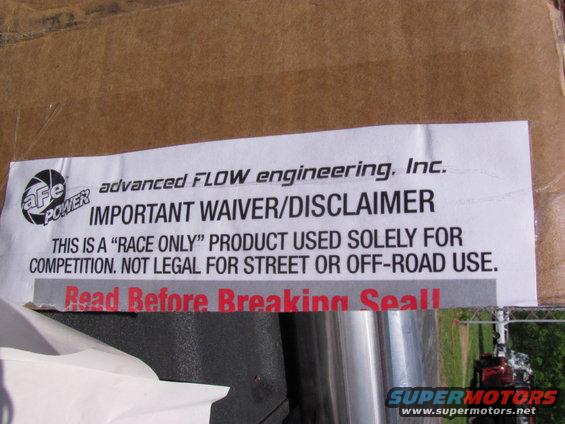 aFe POWER
advanced FLOW engineering, Inc.
IMPORTANT WAIVER/DISCLAIMER
THIS IS A "RACE ONLY" PRODUCT USED SOLELY FOR
COMPETITION. NOT LEGAL FOR STREET OR OFF-ROAD USE.
Read Before Breaking Seal!
SUPERMOTORS
www.supermotors.net